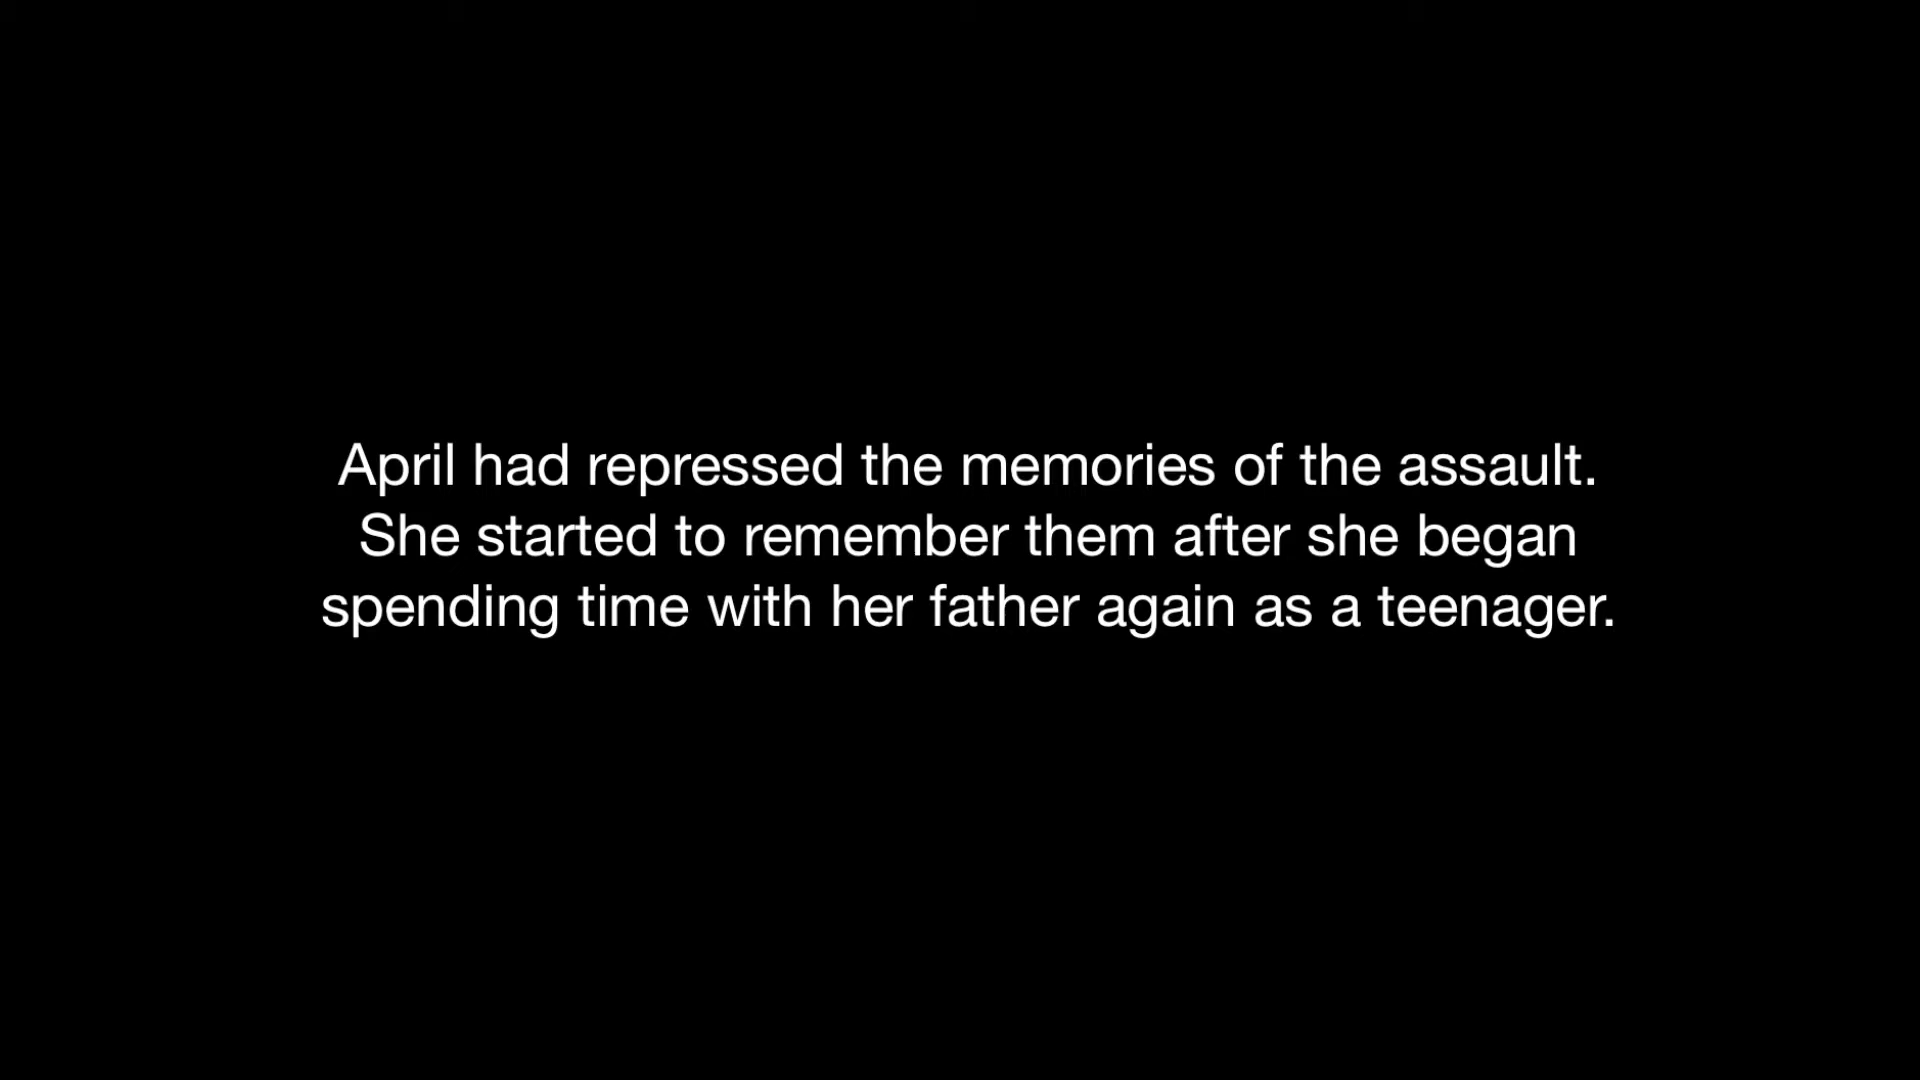 April had repressed the memories of the assault.
She started to remember them after she began
spending time with her father again as a teenager.